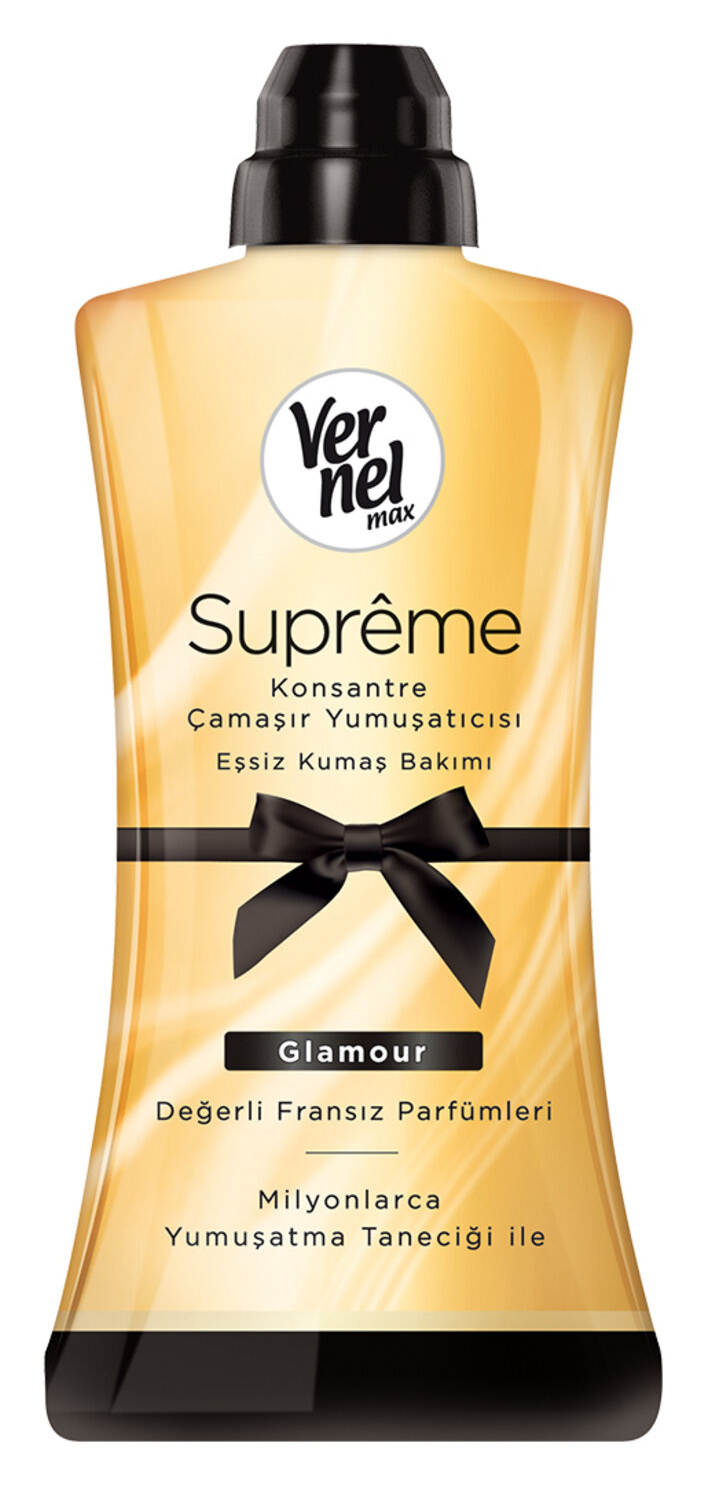 Ver
nel
max
Suprême
Konsantre
Çamaşır Yumuşatıcısı
Eşsiz Kumaş Bakımı
Glamour
Değerli Fransız Parfümleri
Milyonlarca
Yumuşatma Taneciği ile